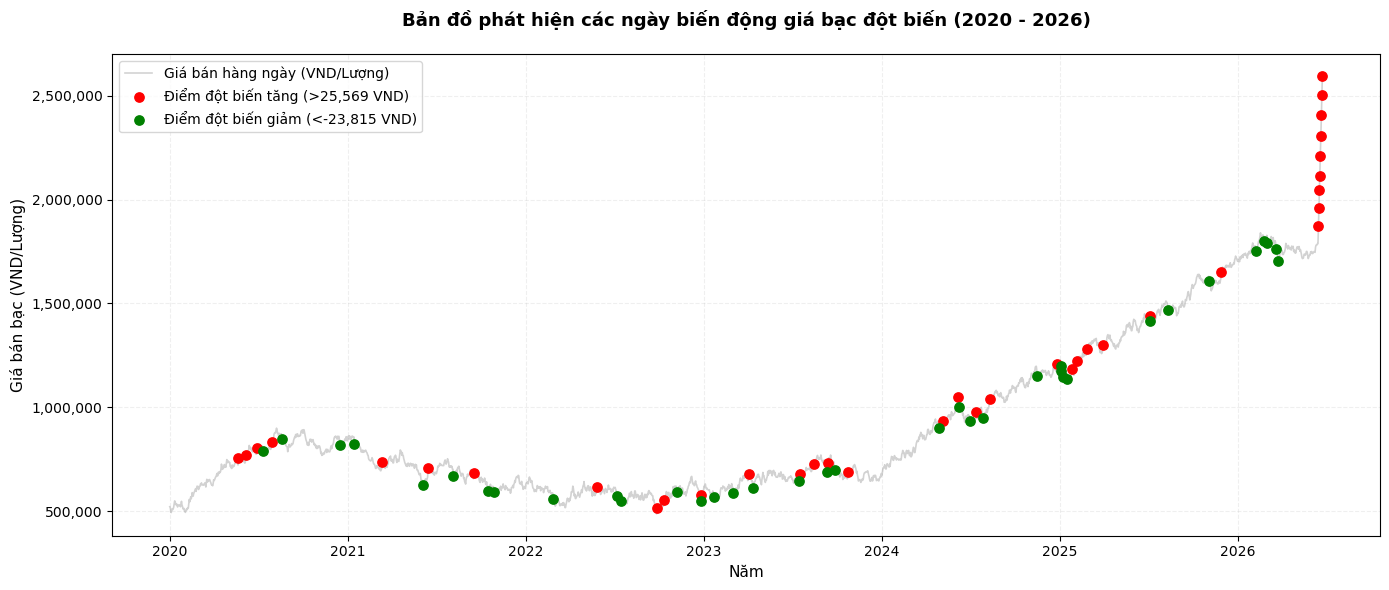 Bản đồ phát hiện các ngày biến động giá bạc đột biến (2020 - 2026)
Giá bán hàng ngày (VND/Lượng)
Điểm đột biến tăng (>25,569 VND)
Điểm đột biến giảm (<-23,815 VND)
Giá bán bạc (VND/Lượng)
2,500,000
2,000,000
1,500,000
1,000,000
500,000
2020 2021 2022 2023 2024 2025 2026
Năm